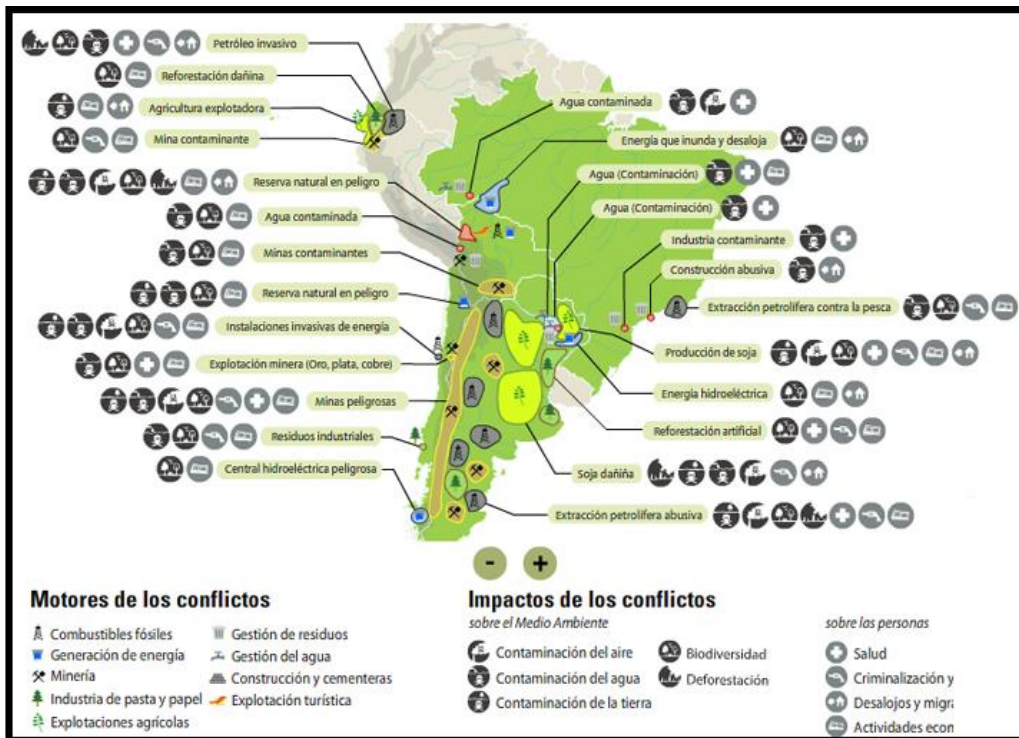 Petróleo invasivo
Reforestación dañina
Agricultura explotadora
Mina contaminante
Reserva natural en peligro
Agua contaminada
Minas contaminantes
Reserva natural en peligro
Instalaciones invasivas de energía
Explotación minera (Oro, plata, cobre)
Minas peligrosas
Residuos industriales
Central hidroeléctrica peligrosa
Agua contaminada
Energía que inunda y desaloja
Agua (Contaminación)
Agua (Contaminación)
Industria contaminante
Construcción abusiva
Extracción petrolífera contra la pesca
Producción de soja
Energía hidroeléctrica
Reforestación artificial
Soja dañiña
Extracción petrolífera abusiva
- +
Motores de los conflictos
Combustibles fósiles
Generación de energía
Minería
Industria de pasta y papel
Explotaciones agrícolas
Gestión de residuos
Gestión del agua
Construcción y cementeras
Explotación turística
Impactos de los conflictos
sobre el Medio Ambiente
Contaminación del aire
Contaminación del agua
Contaminación de la tierra
Biodiversidad
Deforestación
sobre las personas
Salud
Criminalización y
Desalojos y migra
Actividades econ